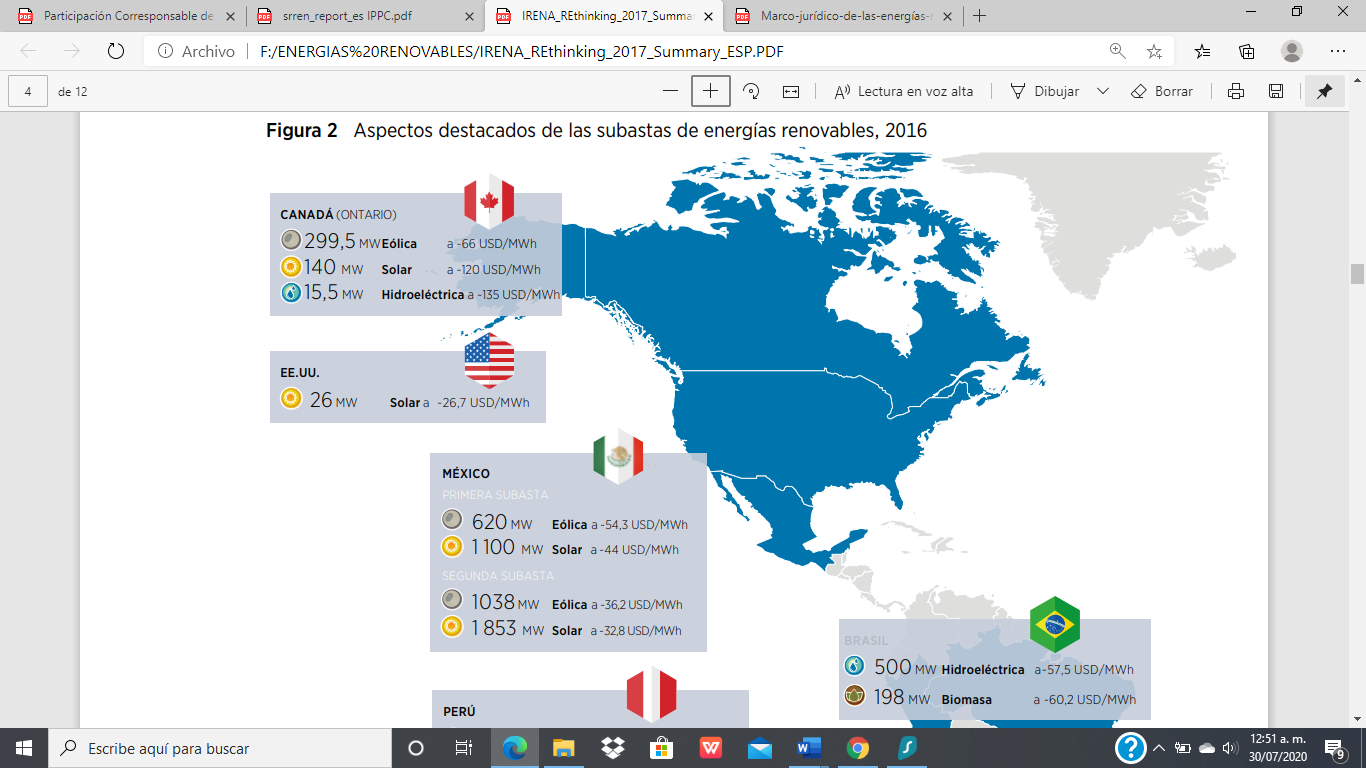 Participación Corresponsable de
srren_report_es IPPC.pdf
IRENA_REthinking_2017_Summa
Marco-jurídico-de-las-energías-
Archivo F:/ENERGIAS%20RENOVABLES/IRENA_REthinking_2017_Summary_ESP.PDF
4 de 12 Lectura en voz alta Dibujar Borrar
Figura 2 Aspectos destacados de las subastas de energías renovables, 2016
CANADÁ (ONTARIO)
299,5 MW Eólica a -66 USD/MWh
140 MW Solar a -120 USD/MWh
15,5 MW Hidroeléctrica a -135 USD/MWh
EE.UU.
26 MW Solar a -26,7 USD/MWh
MÉXICO
PRIMERA SUBASTA
620 MW Eólica a -54,3 USD/MWh
1 100 MW Solar a -44 USD/MWh
SEGUNDA SUBASTA
1038 MW Eólica a -36,2 USD/MWh
1 853 MW Solar a -32,8 USD/MWh
BRASIL
500 MW Hidroeléctrica a-57,5 USD/MWh
198 MW Biomasa a -60,2 USD/MWh
PERÚ
Escribe aquí para buscar
12:51 a. m.
30/07/2020
9